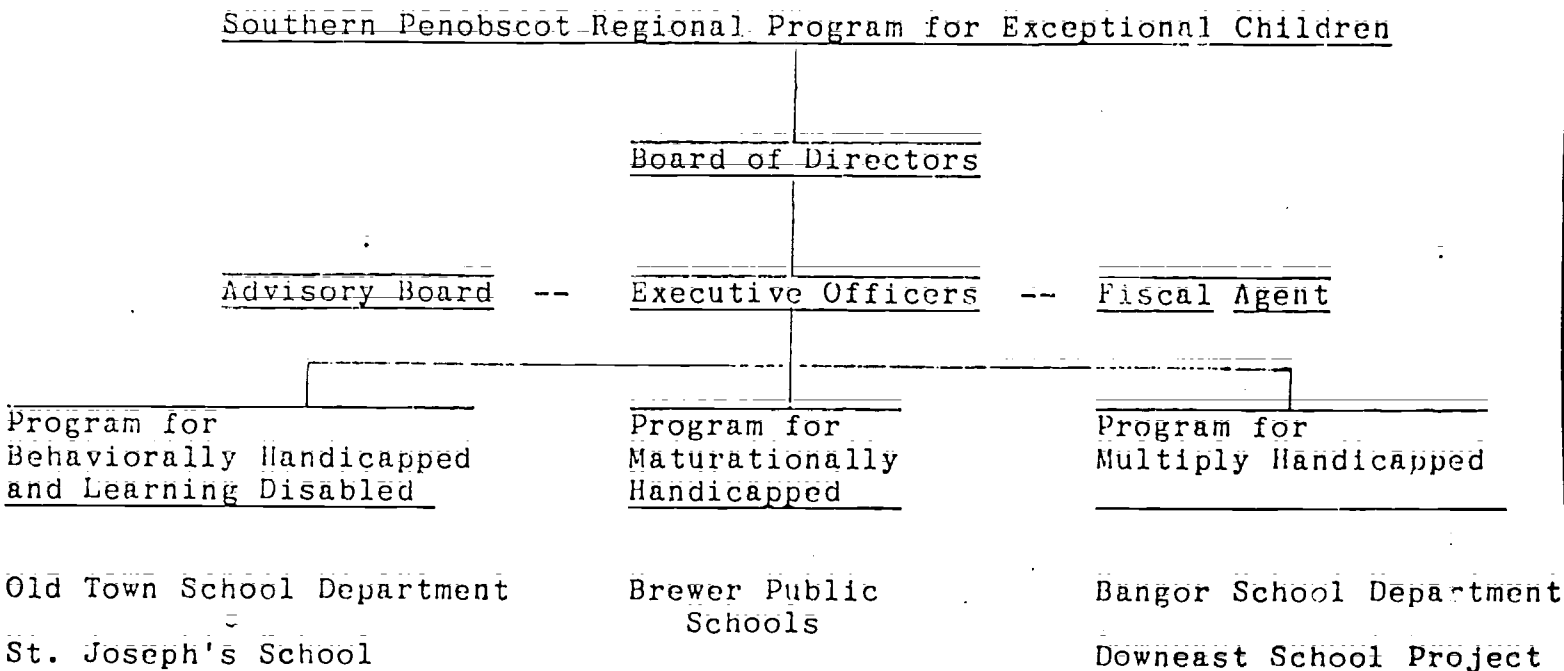 Southern Penobscot Regional Program for Exceptional Children
Board of Directors
Advisory Board -- Executive Officers -- Fiscal Agent
Program for
Behaviorally Handicapped
and Learning Disabled
Program for
Maturationally
Handicapped
Program for
Multiply Handicapped
Old Town School Department
St. Joseph's School
Brewer Public
Schools
Bangor School Department
Downeast School Project